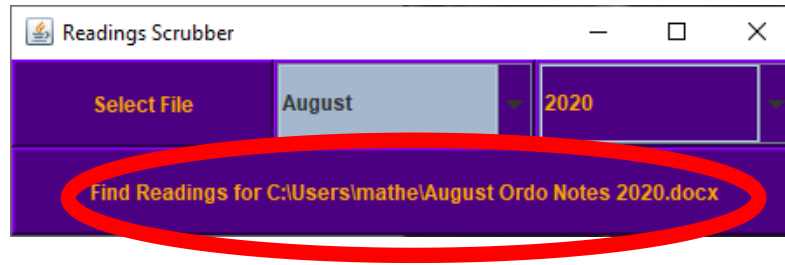 Readings Scrubber
Select File August 2020
Find Readings for C:\Users\mathe\August Ordo Notes 2020.docx